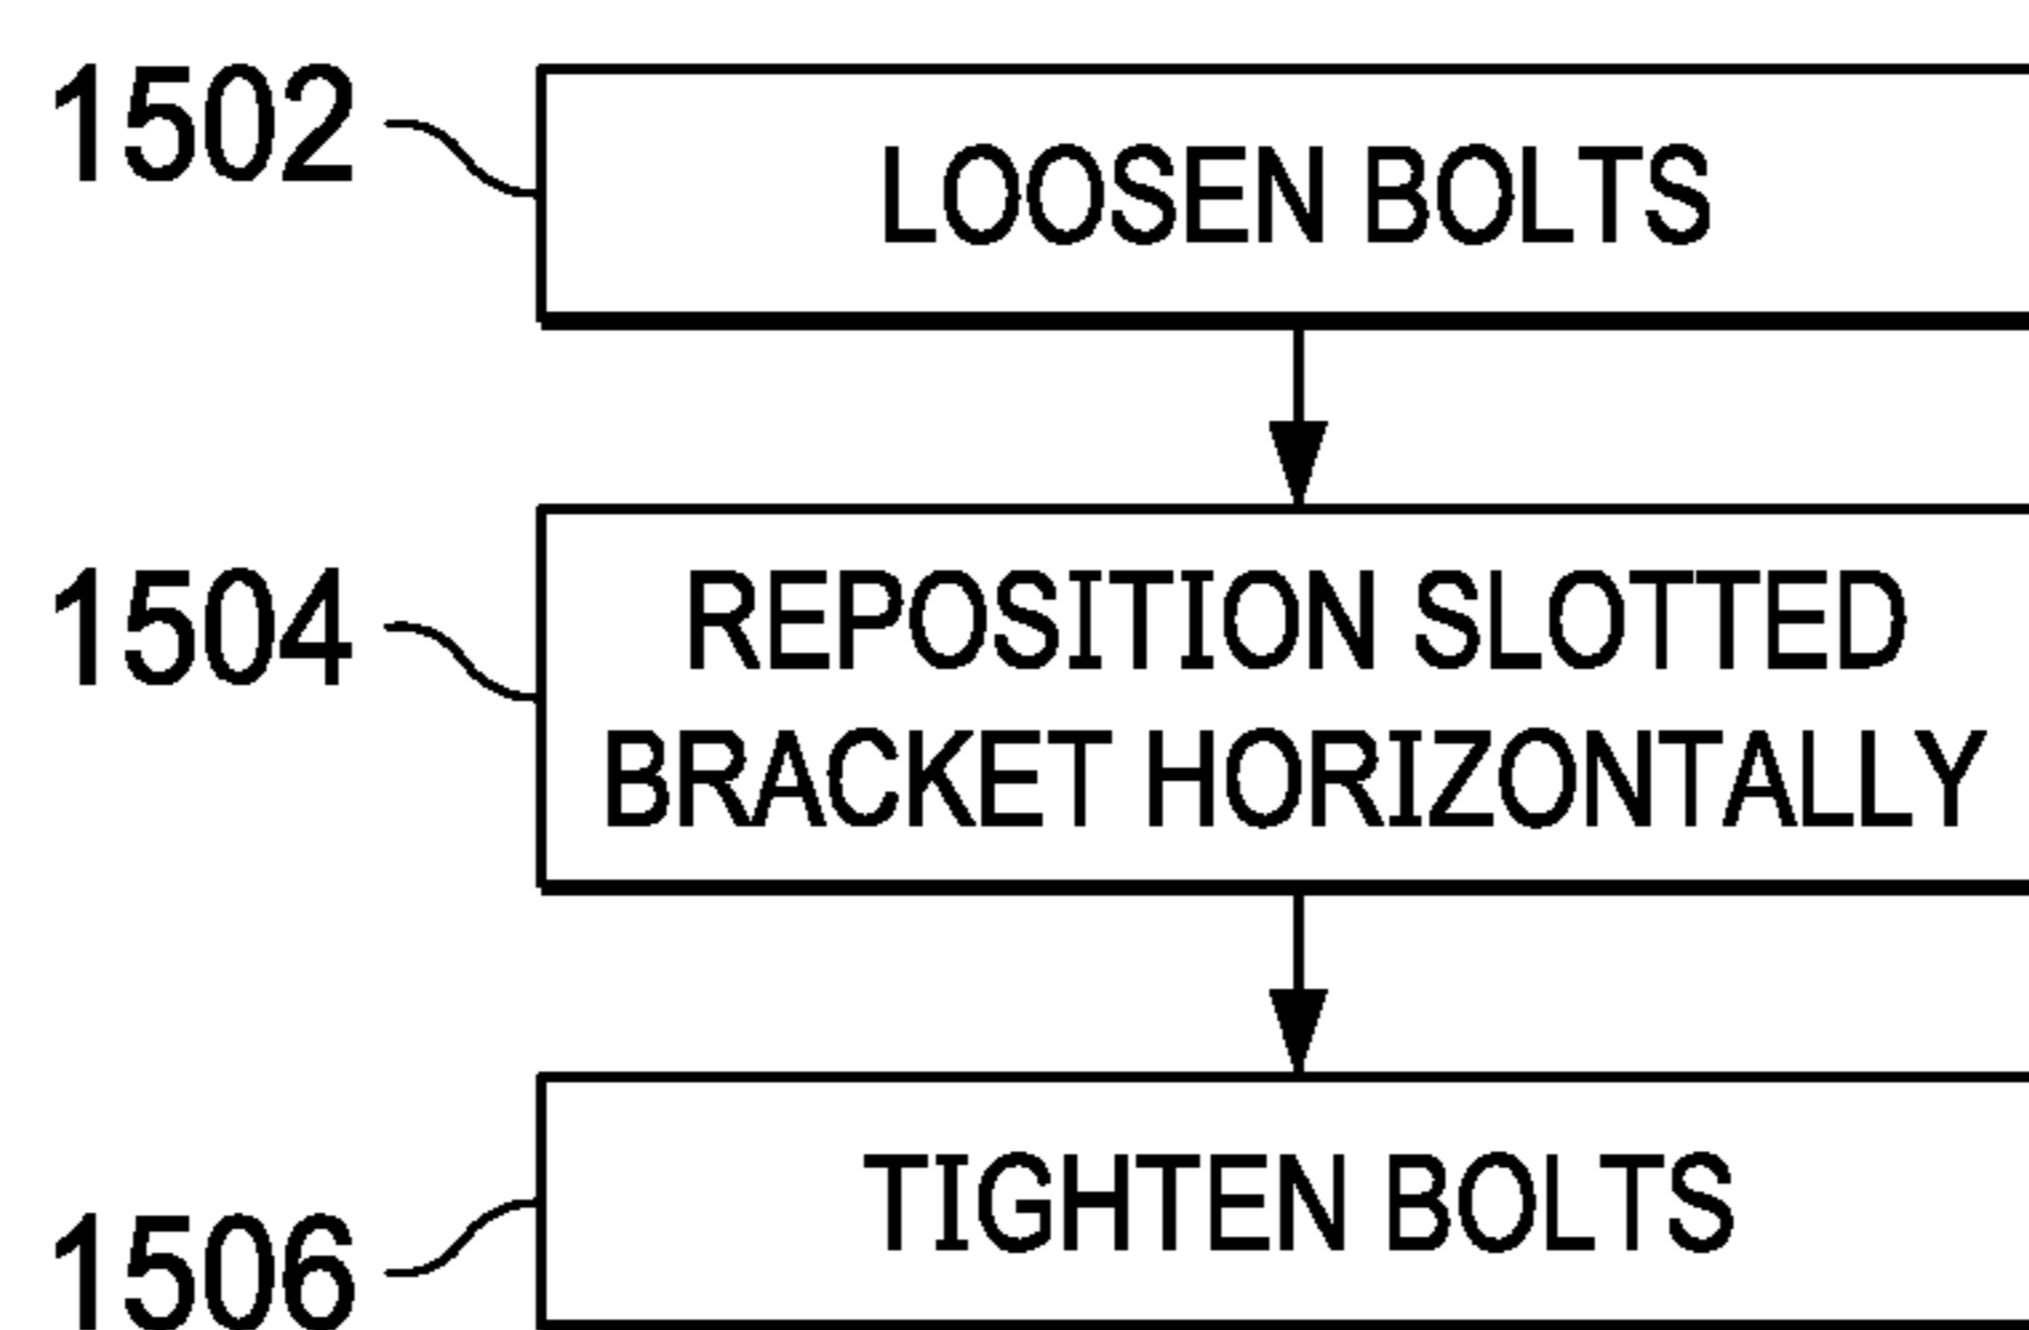 1502
LOOSEN BOLTS
1504
REPOSITION SLOTTED
BRACKET HORIZONTALLY
1506
TIGHTEN BOLTS